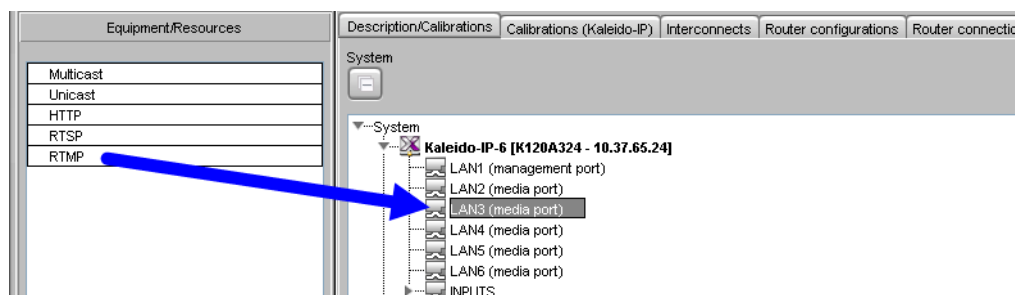 Equipment/Resources
Multicast
Unicast
HTTP
RTSP
RTMP
Description/Calibrations Calibrations (Kaleido-IP) Interconnects Router configurations Router connectio
System
System
Kaleido-IP-6 [K120A324 - 10.37.65.24]
LAN1 (management port)
LAN2 (media port)
LAN3 (media port)
LAN4 (media port)
LAN5 (media port)
LAN6 (media port)
INPUTS